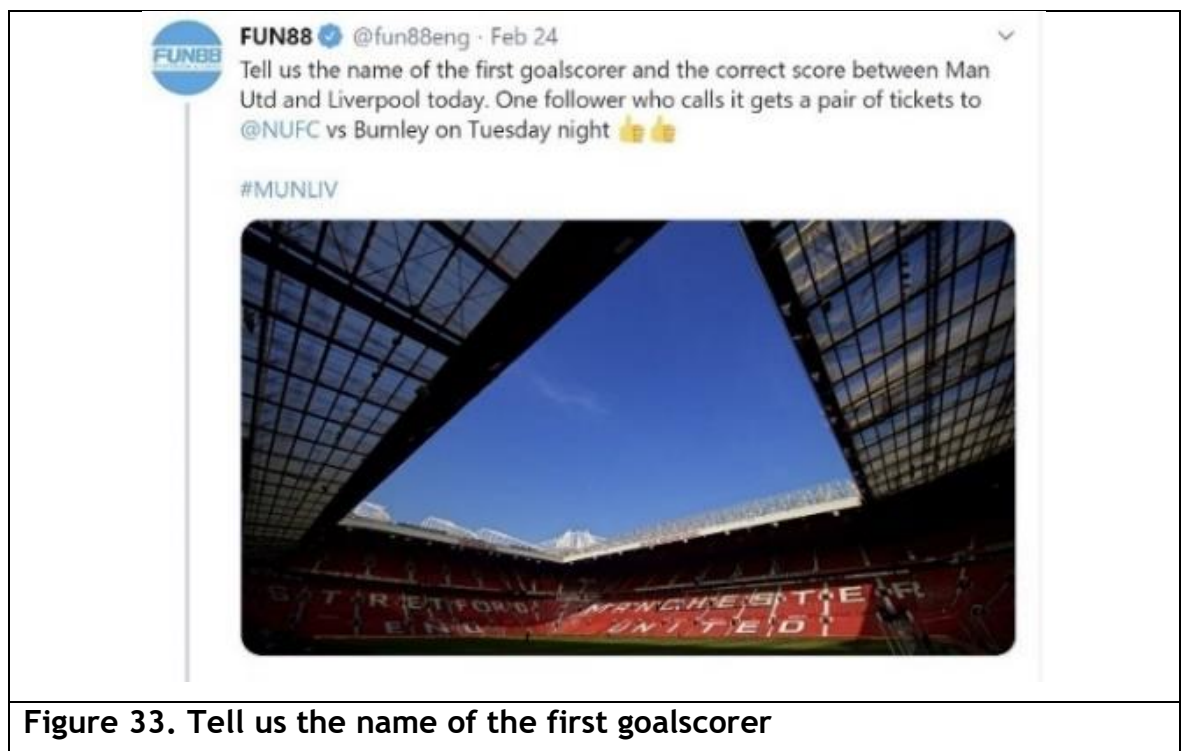 FUN88 @fun88eng · Feb 24
FUN88
Tell us the name of the first goalscorer and the correct score between Man
Utd and Liverpool today. One follower who calls it gets a pair of tickets to
@NUFC vs Burnley on Tuesday night 👍👍
#MUNLIV
STRETFORD MANCHESTER
END UNITED
Figure 33. Tell us the name of the first goalscorer